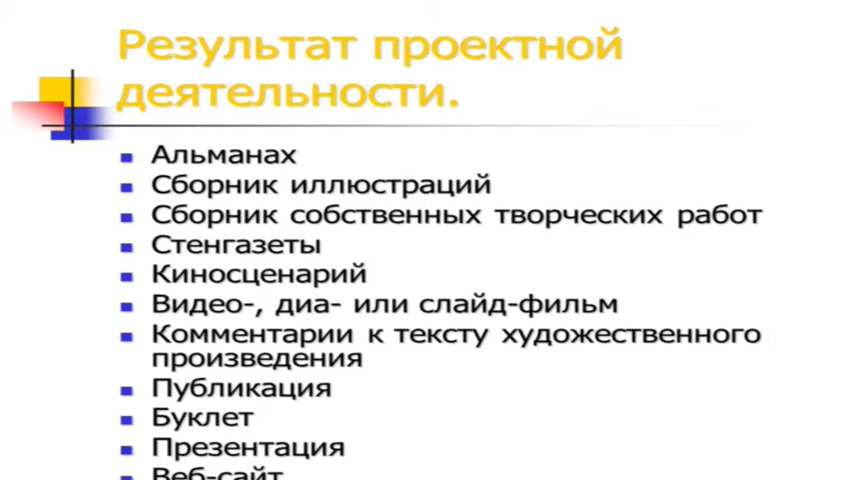 Результат проектной
деятельности.
Альманах
Сборник иллюстраций
Сборник собственных творческих работ
Стенгазеты
Киносценарий
Видео-, диа- или слайд-фильм
Комментарии к тексту художественного
произведения
Публикация
Буклет
Презентация
Веб-сайт